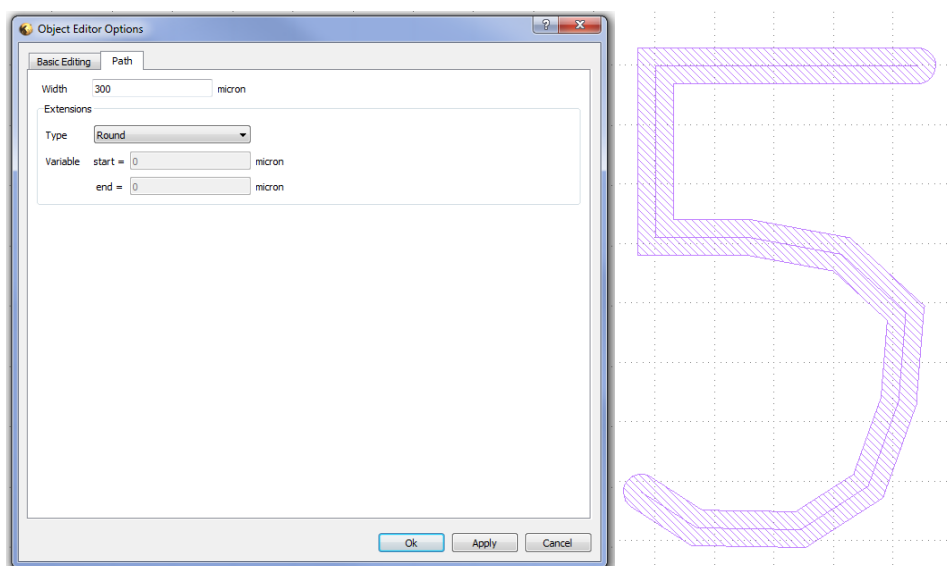 Object Editor Options
Basic Editing Path
Width 300 micron
Extensions
Type Round
Variable start = 0 micron
end = 0 micron
Ok Apply Cancel
5